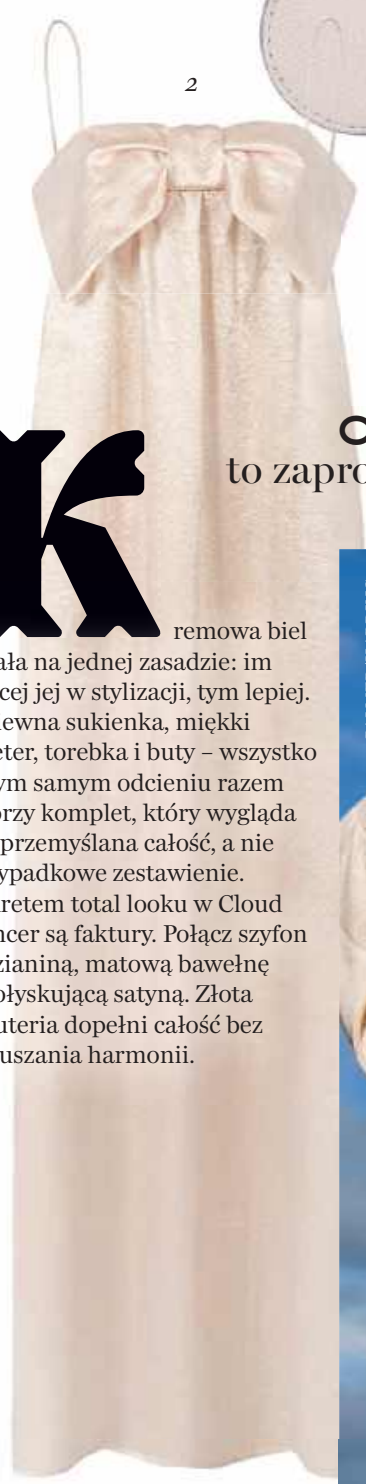 2
O
to zapro
K
remowa biel
ała na jednej zasadzie: im
cej jej w stylizacji, tym lepiej.
ewna sukienka, miękki
eter, torebka i buty – wszystko
ym samym odcieniu razem
orzy komplet, który wygląda
przemyślana całość, a nie
ypadkowe zestawienie.
retem total looku w Cloud
ncer są faktury. Połącz szyfon
zianiną, matową bawełnę
ołyskującą satyną. Złota
uteria dopełni całość bez
uszania harmonii.